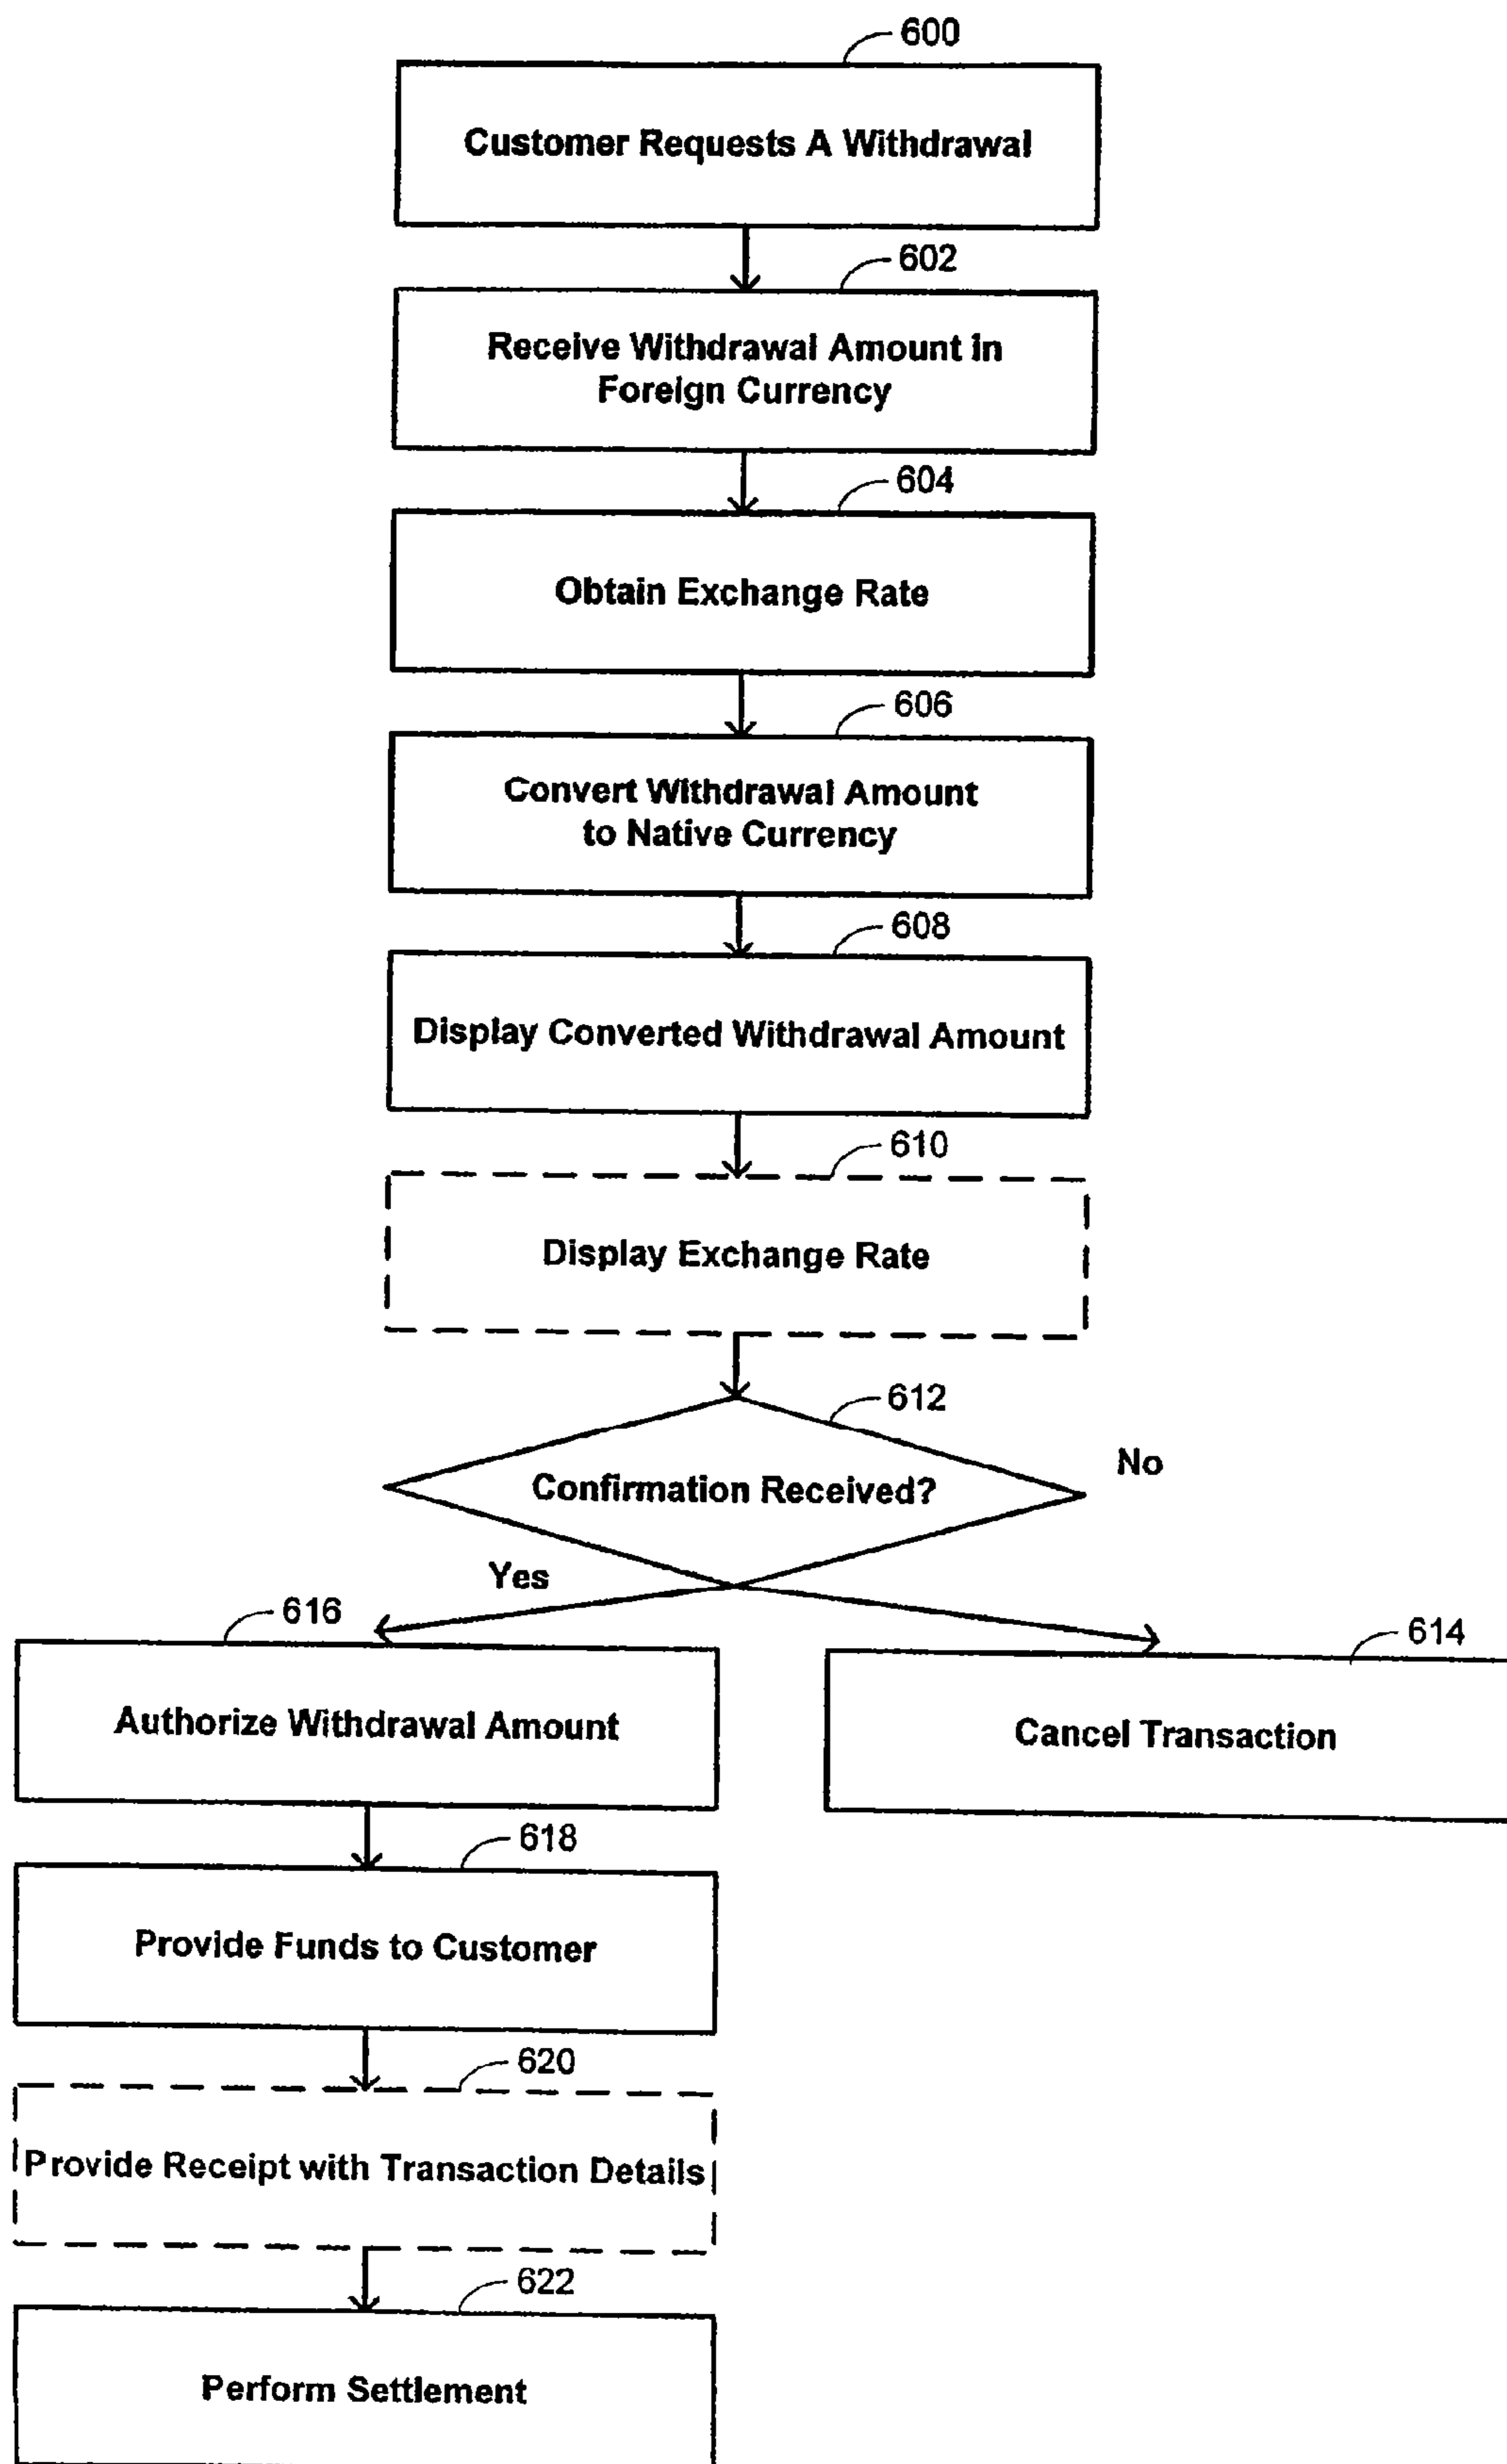 600
Customer Requests A Withdrawal
602
Receive Withdrawal Amount in
Foreign Currency
604
Obtain Exchange Rate
606
Convert Withdrawal Amount
to Native Currency
608
Display Converted Withdrawal Amount
610
Display Exchange Rate
612
Confirmation Received?
No
Yes
616
614
Authorize Withdrawal Amount
Cancel Transaction
618
Provide Funds to Customer
620
Provide Receipt with Transaction Details
622
Perform Settlement